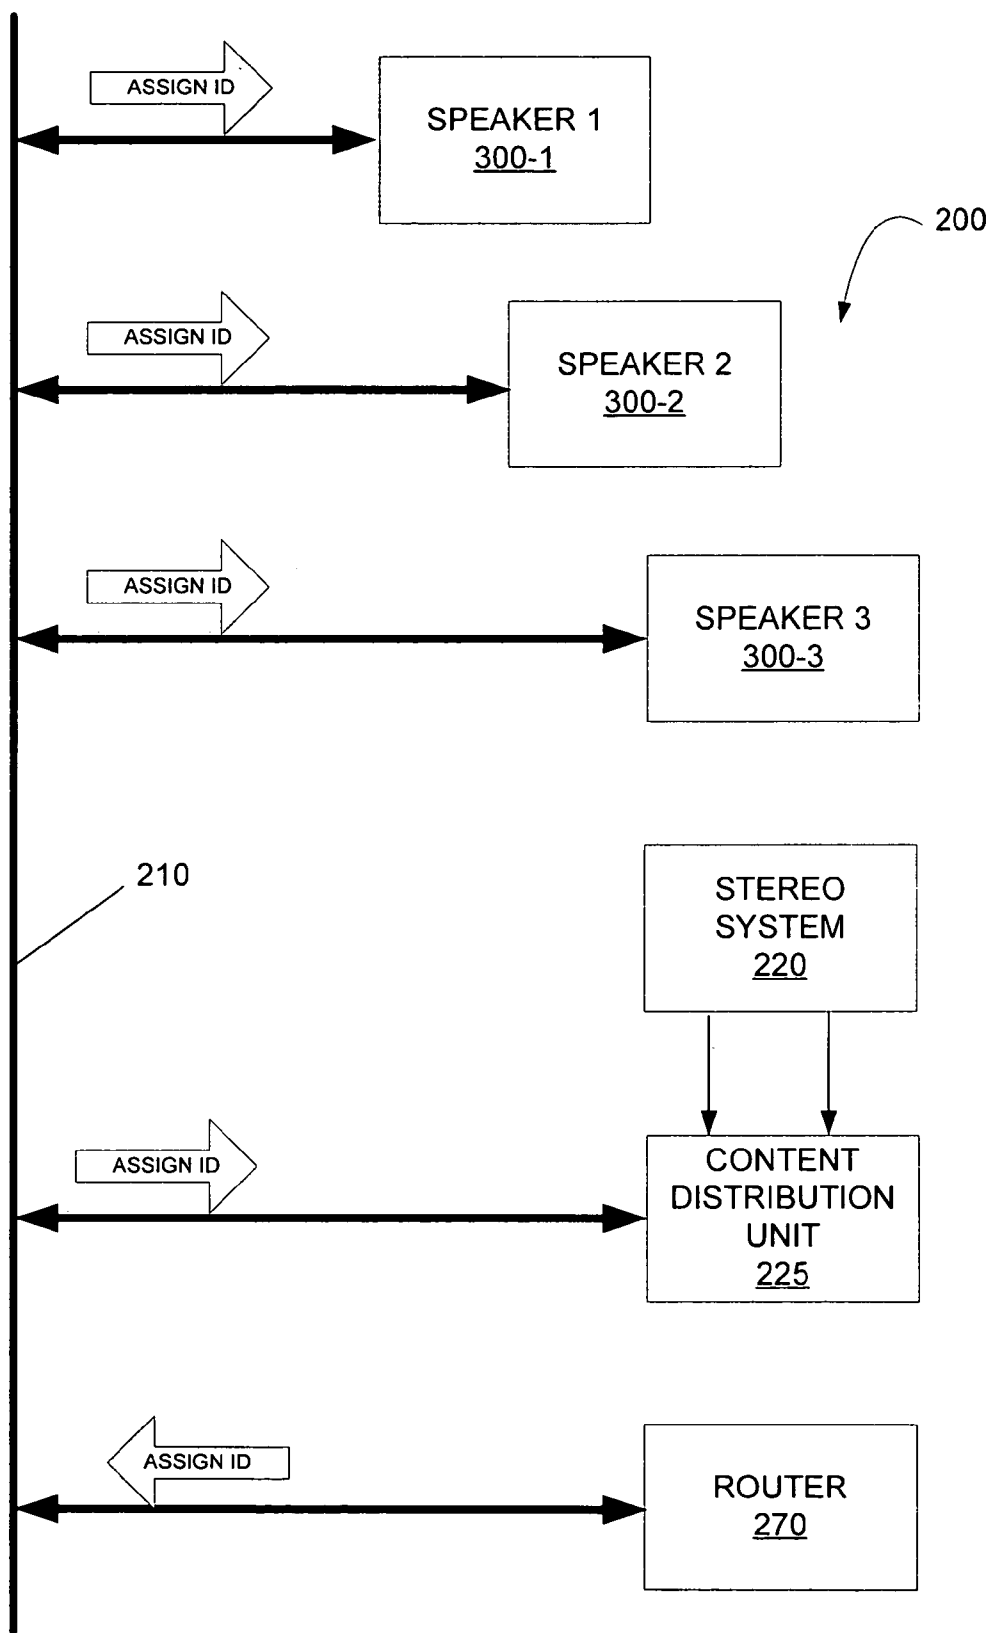 ASSIGN ID
SPEAKER 1
300-1
200
ASSIGN ID
SPEAKER 2
300-2
ASSIGN ID
SPEAKER 3
300-3
210
STEREO
SYSTEM
220
ASSIGN ID
CONTENT
DISTRIBUTION
UNIT
225
ASSIGN ID
ROUTER
270